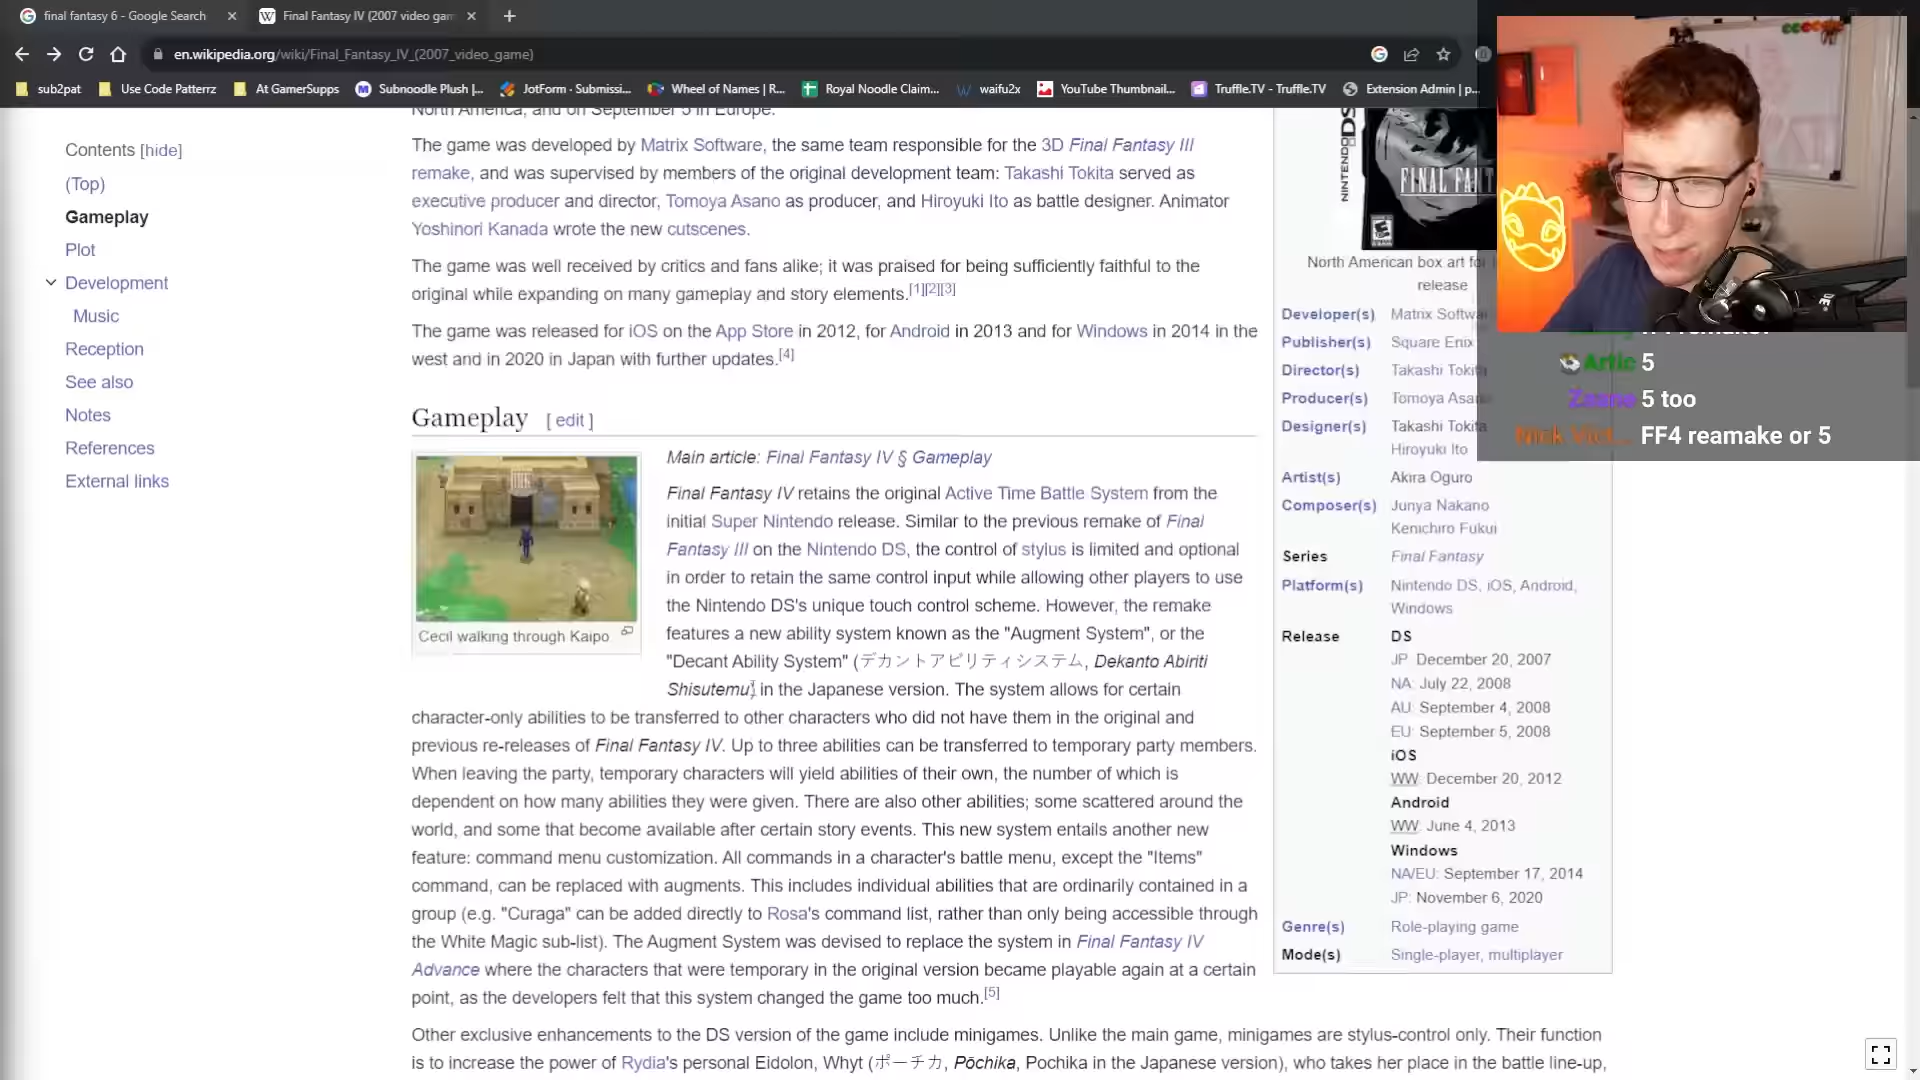 final fantasy 6 - Google Search
Final Fantasy IV (2007 video gam
en.wikipedia.org/wiki/Final_Fantasy_IV_(2007_video_game)
sub2pat
Use Code Patterrz
At GamerSupps
Subnoodle Plush |...
JotForm · Submissi...
Wheel of Names | R...
Royal Noodle Claim...
waifu2x
YouTube Thumbnail...
Truffle.TV - Truffle.TV
Extension Admin | p...
Contents [hide]
(Top)
Gameplay
Plot
Development
Music
Reception
See also
Notes
References
External links
North America, and on September 5 in Europe.
The game was developed by Matrix Software, the same team responsible for the 3D Final Fantasy III
remake, and was supervised by members of the original development team: Takashi Tokita served as
executive producer and director, Tomoya Asano as producer, and Hiroyuki Ito as battle designer. Animator
Yoshinori Kanada wrote the new cutscenes.
The game was well received by critics and fans alike; it was praised for being sufficiently faithful to the
original while expanding on many gameplay and story elements.[1][2][3]
The game was released for iOS on the App Store in 2012, for Android in 2013 and for Windows in 2014 in the
west and in 2020 in Japan with further updates.[4]
Gameplay [ edit ]
Cecil walking through Kaipo
Main article: Final Fantasy IV § Gameplay
Final Fantasy IV retains the original Active Time Battle System from the
initial Super Nintendo release. Similar to the previous remake of Final
Fantasy III on the Nintendo DS, the control of stylus is limited and optional
in order to retain the same control input while allowing other players to use
the Nintendo DS's unique touch control scheme. However, the remake
features a new ability system known as the "Augment System", or the
"Decant Ability System" (デカントアビリティシステム, Dekanto Abiriti
Shisutemu) in the Japanese version. The system allows for certain
character-only abilities to be transferred to other characters who did not have them in the original and
previous re-releases of Final Fantasy IV. Up to three abilities can be transferred to temporary party members.
When leaving the party, temporary characters will yield abilities of their own, the number of which is
dependent on how many abilities they were given. There are also other abilities; some scattered around the
world, and some that become available after certain story events. This new system entails another new
feature: command menu customization. All commands in a character's battle menu, except the "Items"
command, can be replaced with augments. This includes individual abilities that are ordinarily contained in a
group (e.g. "Curaga" can be added directly to Rosa's command list, rather than only being accessible through
the White Magic sub-list). The Augment System was devised to replace the system in Final Fantasy IV
Advance where the characters that were temporary in the original version became playable again at a certain
point, as the developers felt that this system changed the game too much.[5]
Other exclusive enhancements to the DS version of the game include minigames. Unlike the main game, minigames are stylus-control only. Their function
is to increase the power of Rydia's personal Eidolon, Whyt (ポーチカ, Pōchika, Pochika in the Japanese version), who takes her place in the battle line-up,
NINTENDO DS
FINAL FANT
North American box art for
release
Developer(s) Matrix Softwa
Publisher(s) Square Enix
Director(s) Takashi Tokita
Producer(s) Tomoya Asan
Designer(s) Takashi Tokita
Hiroyuki Ito
Artist(s) Akira Oguro
Composer(s) Junya Nakano
Kenichiro Fukui
Series Final Fantasy
Platform(s) Nintendo DS, iOS, Android,
Windows
Release DS
JP: December 20, 2007
NA: July 22, 2008
AU: September 4, 2008
EU: September 5, 2008
iOS
WW: December 20, 2012
Android
WW: June 4, 2013
Windows
NA/EU: September 17, 2014
JP: November 6, 2020
Genre(s) Role-playing game
Mode(s) Single-player, multiplayer
Artic 5
5 too
Nick Vict... FF4 reamake or 5